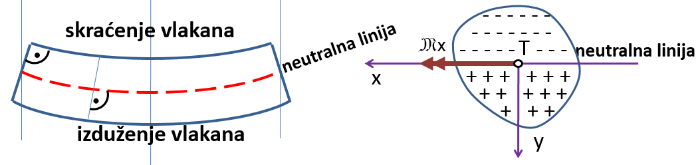 skraćenje vlakana
neutralna linija
izduženje vlakana
𝔐x
T
neutralna linija
x
y